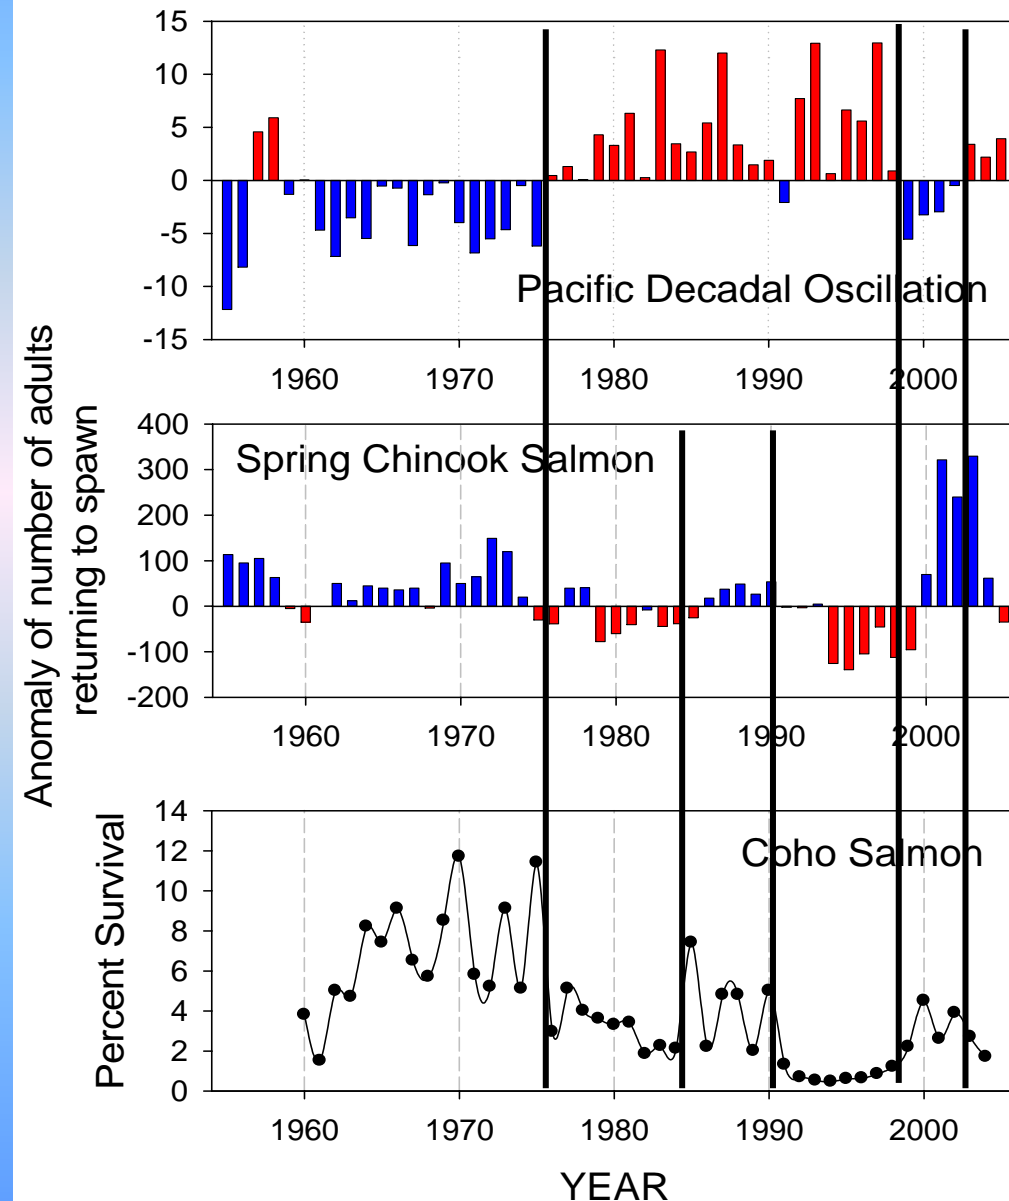 15
10
5
0
-5
-10
-15
Pacific Decadal Oscillation
1960 1970 1980 1990 2000
Anomaly of number of adults
returning to spawn
400
300
200
100
0
-100
-200
Spring Chinook Salmon
1960 1970 1980 1990 2000
Percent Survival
14
12
10
8
6
4
2
0
Coho Salmon
1960 1970 1980 1990 2000
YEAR